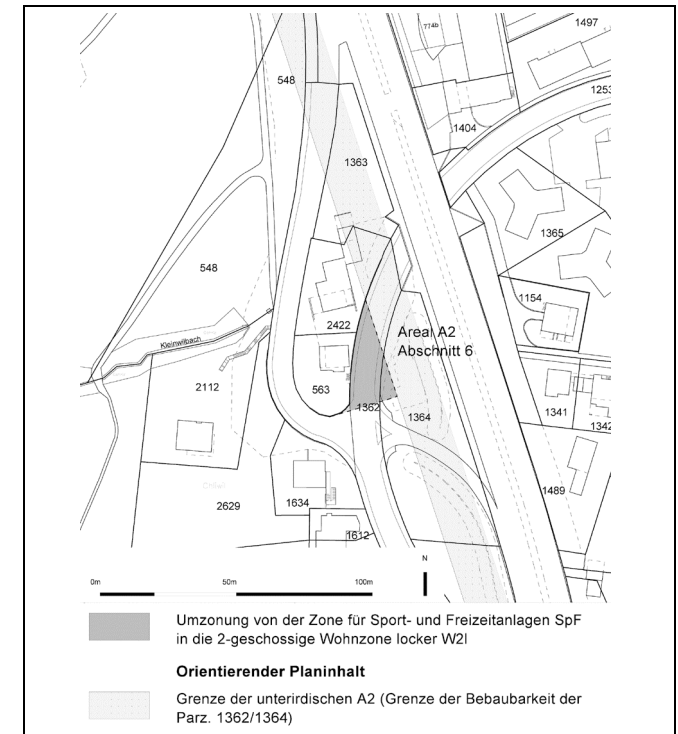 1497
774b
548
1253
1404
1363
1365
548
1154
Areal A2
Abschnitt 6
2422
Kleinwilbach
563
2112
1362
1364
1341
1342
1489
2629
1634
1612
N
0m
50m
100m
Umzonung von der Zone für Sport- und Freizeitanlagen SpF
in die 2-geschossige Wohnzone locker W2l
Orientierender Planinhalt
Grenze der unterirdischen A2 (Grenze der Bebaubarkeit der
Parz. 1362/1364)